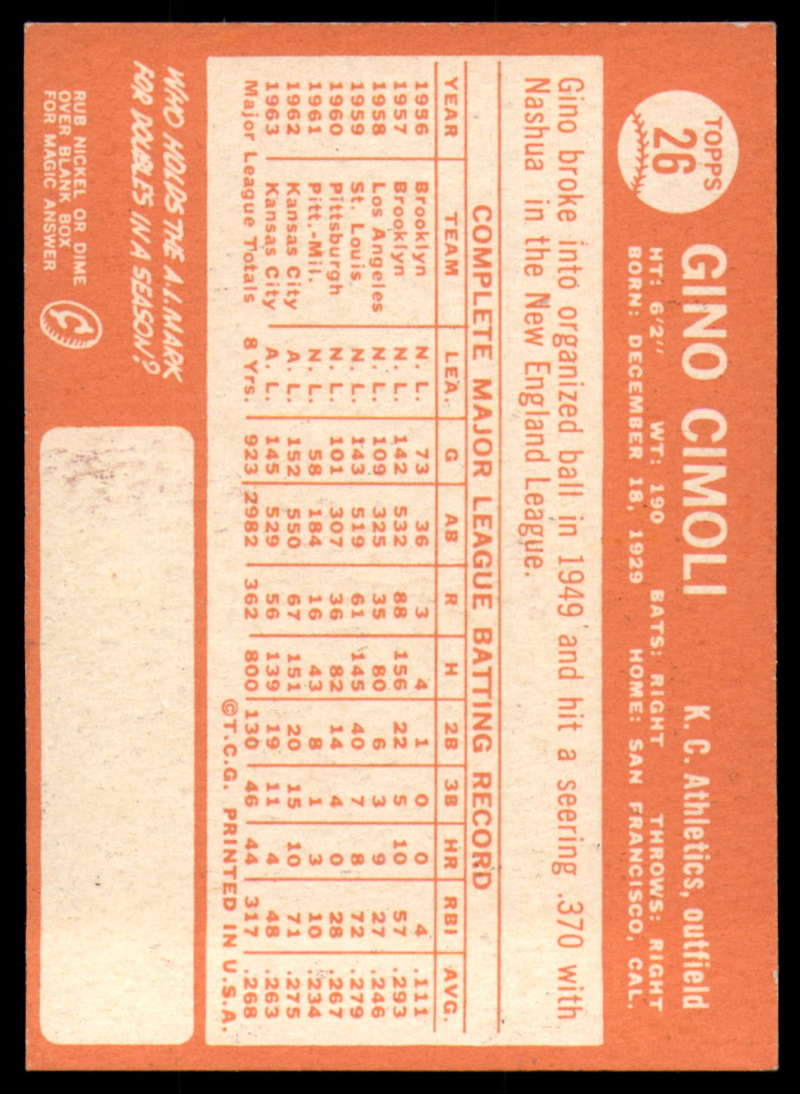 TOPPS
26
GINO CIMOLI
K. C. Athletics, outfield
HT: 6'2" WT: 190 BATS: RIGHT THROWS: RIGHT
BORN: DECEMBER 18, 1929 HOME: SAN FRANCISCO, CAL.
Gino broke into organized ball in 1949 and hit a seering .370 with
Nashua in the New England League.
COMPLETE MAJOR LEAGUE BATTING RECORD
YEAR TEAM LEA. G AB R H 2B 3B HR RBI AVG.
1956 Brooklyn N. L. 73 36 3 4 1 0 0 4 .111
1957 Brooklyn N. L. 142 532 88 156 22 5 10 57 .293
1958 Los Angeles N. L. 109 325 35 80 6 3 9 27 .246
1959 St. Louis N. L. 143 519 61 145 40 7 8 72 .279
1960 Pittsburgh N. L. 101 307 36 82 14 4 0 28 .267
1961 Pitt.-Mil. N. L. 58 184 16 43 8 1 3 10 .234
1962 Kansas City A. L. 152 550 67 151 20 15 10 71 .275
1963 Kansas City A. L. 145 529 56 139 19 11 4 48 .263
Major League Totals 8 Yrs. 923 2982 362 800 130 46 44 317 .268
©T.C.G. PRINTED IN U.S.A.
WHO HOLDS THE A.L. MARK
FOR DOUBLES IN A SEASON?
RUB NICKEL OR DIME
OVER BLANK BOX
FOR MAGIC ANSWER